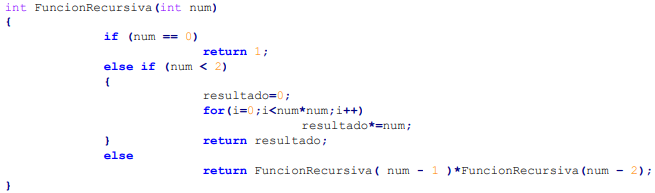 int FuncionRecursiva(int num)
{
if (num == 0)
return 1;
else if (num < 2)
{
resultado=0;
for(i=0;i<num*num;i++)
resultado*=num;
} return resultado;
else
return FuncionRecursiva( num - 1 )*FuncionRecursiva(num – 2);
}